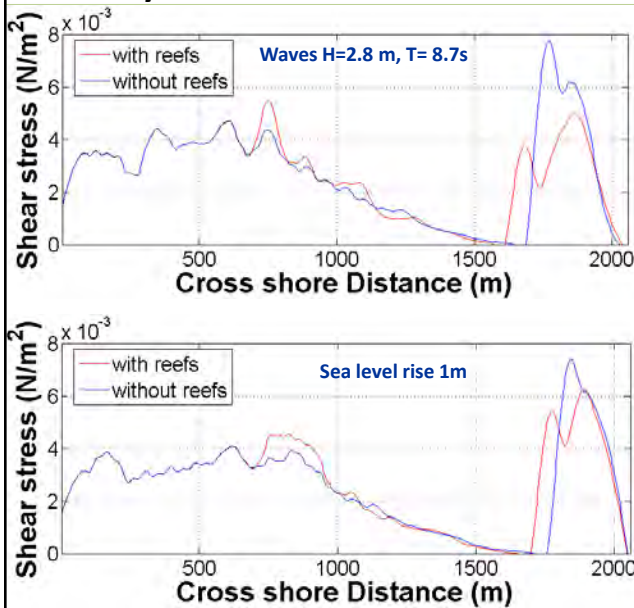 8 x 10⁻³
Waves H=2.8 m, T= 8.7s
with reefs
without reefs
6
4
2
0
Shear stress (N/m²)
500
1000
1500
2000
Cross shore Distance (m)
8 x 10⁻³
Sea level rise 1m
with reefs
without reefs
6
4
2
0
Shear stress (N/m²)
500
1000
1500
2000
Cross shore Distance (m)